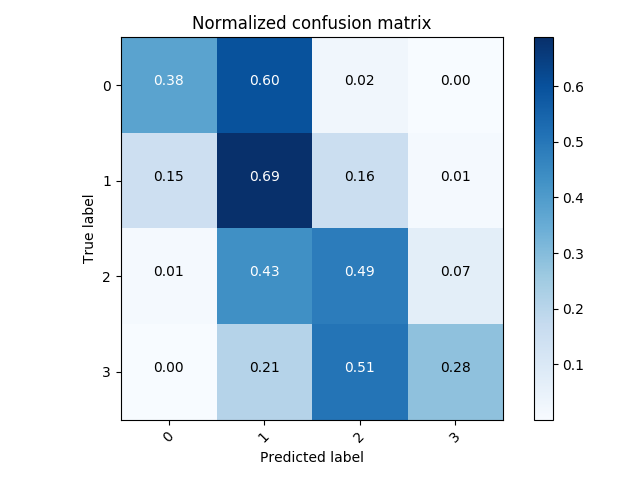 Normalized confusion matrix
True label
0 0.38 0.60 0.02 0.00
1 0.15 0.69 0.16 0.01
2 0.01 0.43 0.49 0.07
3 0.00 0.21 0.51 0.28
0 1 2 3
Predicted label
0.6
0.5
0.4
0.3
0.2
0.1